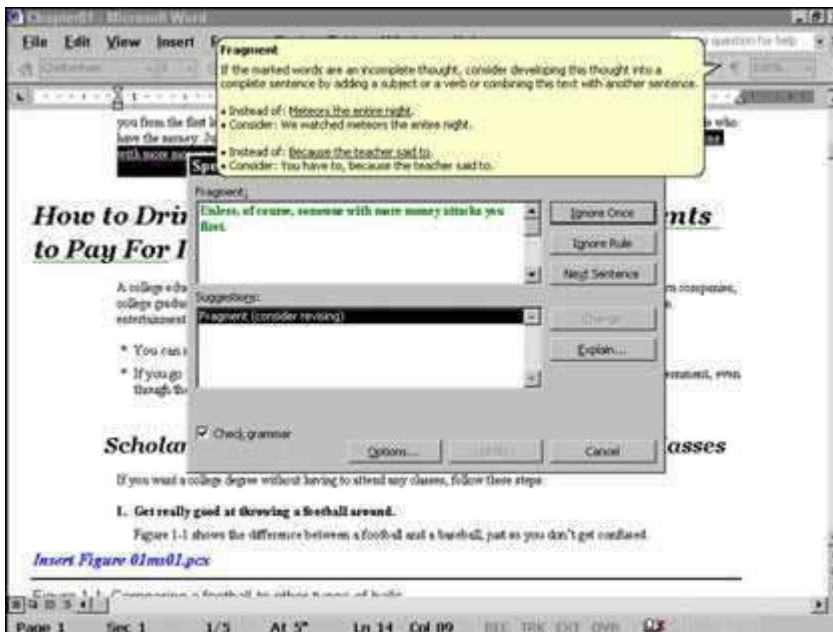 Chapter01 - Microsoft Word
File Edit View Insert
question for help
Fragment
If the marked words are an incomplete thought, consider developing this thought into a
complete sentence by adding a subject or a verb or combining this text with another sentence.
• Instead of: Meteors the entire night.
• Consider: We watched meteors the entire night.
• Instead of: Because the teacher said to.
• Consider: You have to, because the teacher said to.
you from the first
who
have the money.
with more
Fragment:
Unless, of course, someone with more money attacks you
first.
Ignore Once
Ignore Rule
Next Sentence
Suggestions:
Fragment (consider revising)
Change
Explain...
Check grammar
Options...
Undo
Cancel
How to
to Pay For
A college
companies,
college
entertainment
* You can
* If you go
even
though
If you want a college degree without having to attend any classes, follow these steps:
1. Get really good at throwing a football around.
Figure 1-1 shows the difference between a football and a baseball, just so you don't get confused.
Insert Figure 01ms01.pcx
Figure 1-1. Comparing a football to other types of balls
Page 1 Sec 1 1/5 At 5" Ln 14 Col 09 REC TRK EXT OVR